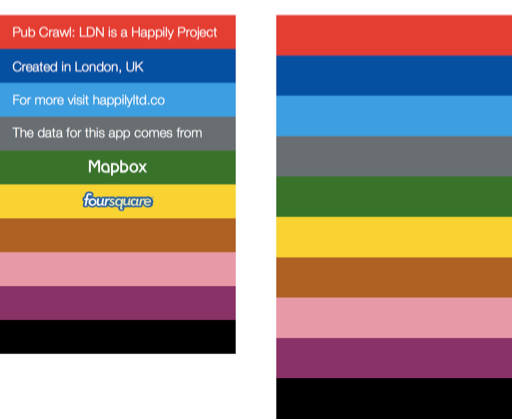 Pub Crawl: LDN is a Happily Project
Created in London, UK
For more visit happilyltd.co
The data for this app comes from
Mapbox
foursquare